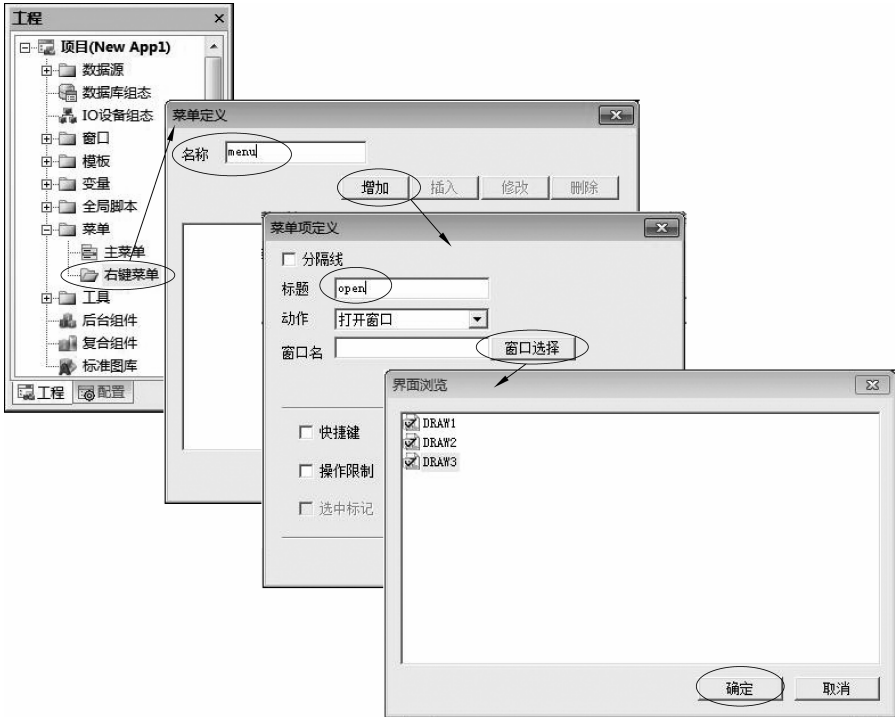 工程
项目(New App1)
数据源
数据库组态
IO设备组态
窗口
模板
变量
全局脚本
菜单
主菜单
右键菜单
工具
后台组件
复合组件
标准图库
工程 配置
菜单定义
名称 menu
增加 插入 修改 删除
菜单项定义
分隔线
标题 open
动作 打开窗口
窗口名 窗口选择
快捷键
操作限制
选中标记
界面浏览
DRAW1
DRAW2
DRAW3
确定 取消